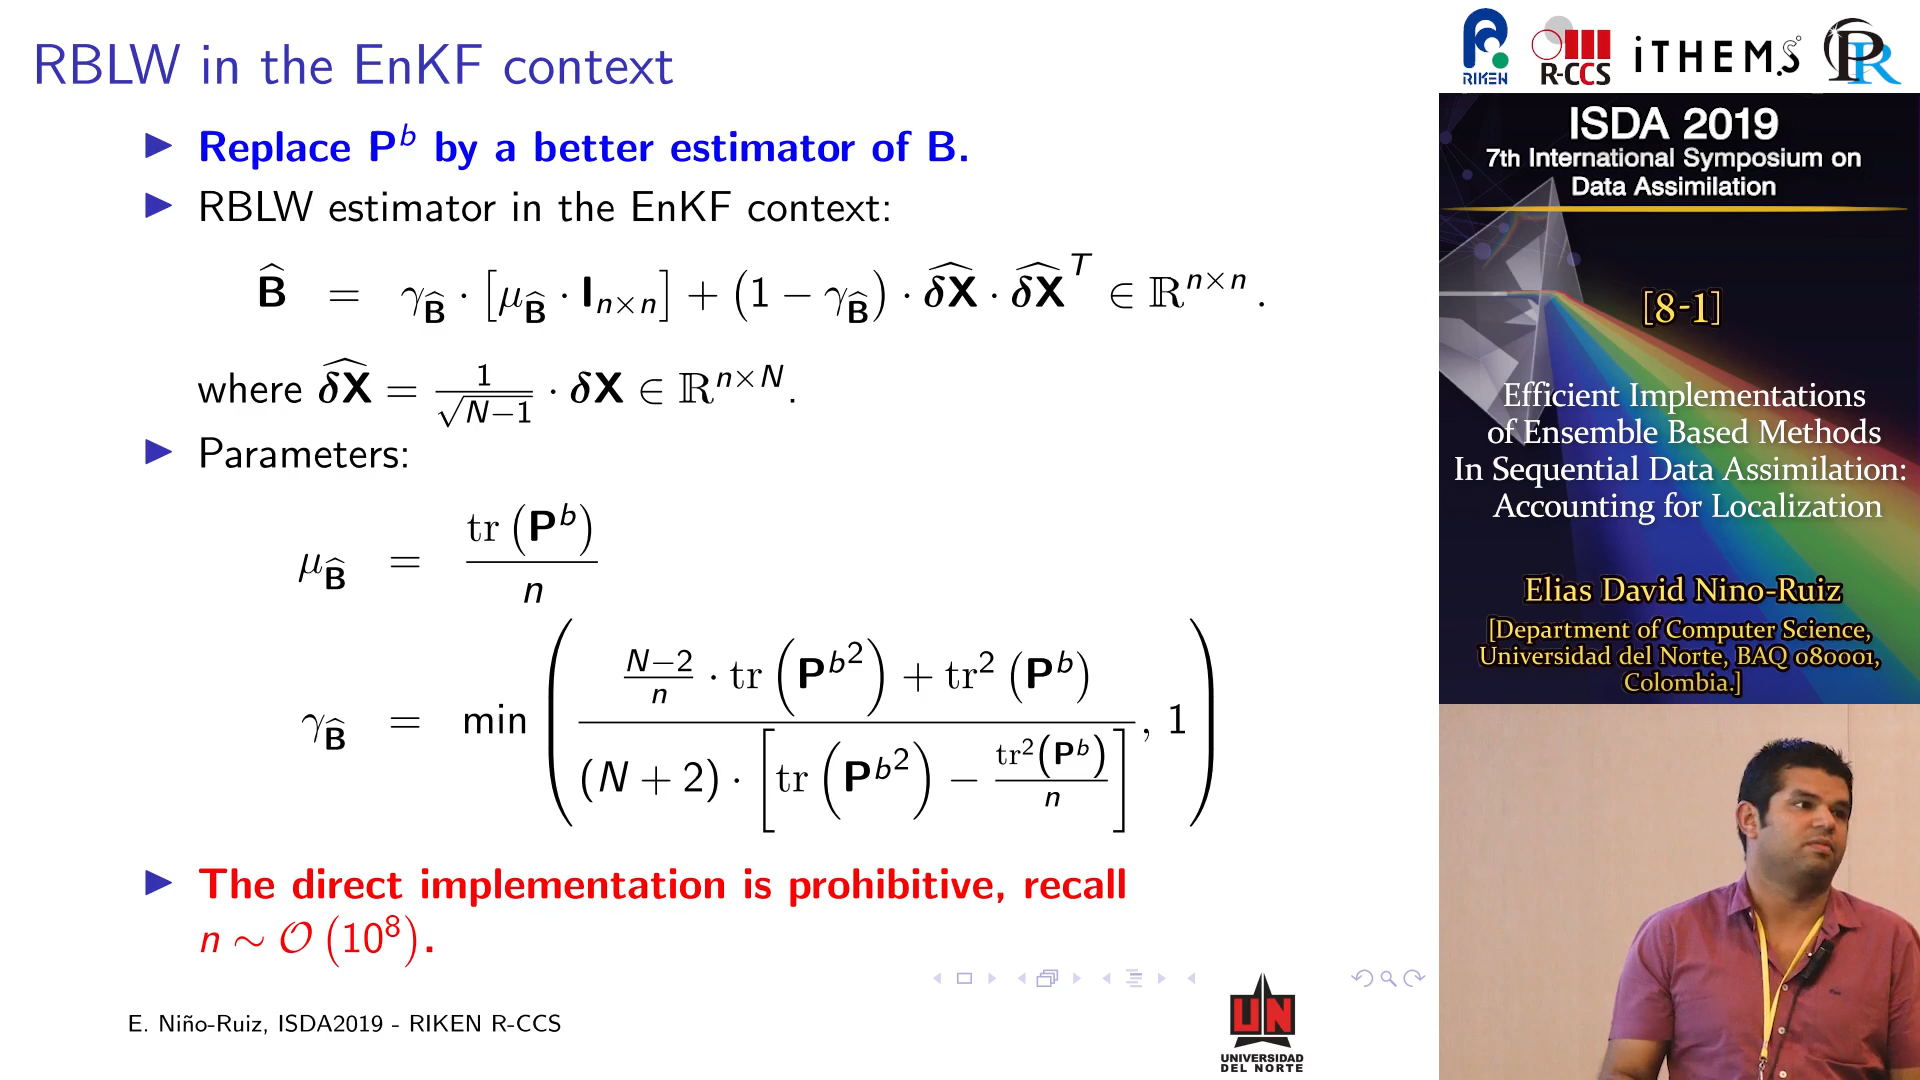 RBLW in the EnKF context
▶ Replace P^b by a better estimator of B.
▶ RBLW estimator in the EnKF context:
B̂ = γ_B̂ · [μ_B̂ · I_{n×n}] + (1 − γ_B̂) · δX̂ · δX̂^T ∈ ℝ^{n×n} .
where δX̂ = 1/√(N−1) · δX ∈ ℝ^{n×N}.
▶ Parameters:
μ_B̂ = tr (P^b) / n
γ_B̂ = min ( ( (N−2)/n · tr (P^{b2}) + tr² (P^b) ) / ( (N + 2) · [ tr (P^{b2}) − tr²(P^b)/n ] ) , 1 )
▶ The direct implementation is prohibitive, recall
n ∼ 𝒪 (10^8).
E. Niño-Ruiz, ISDA2019 - RIKEN R-CCS
UN
UNIVERSIDAD
DEL NORTE
RIKEN
R-CCS
iTHEMS
PR
ISDA 2019
7th International Symposium on
Data Assimilation
[8-1]
Efficient Implementations
of Ensemble Based Methods
In Sequential Data Assimilation:
Accounting for Localization
Elias David Nino-Ruiz
[Department of Computer Science,
Universidad del Norte, BAQ 080001,
Colombia.]